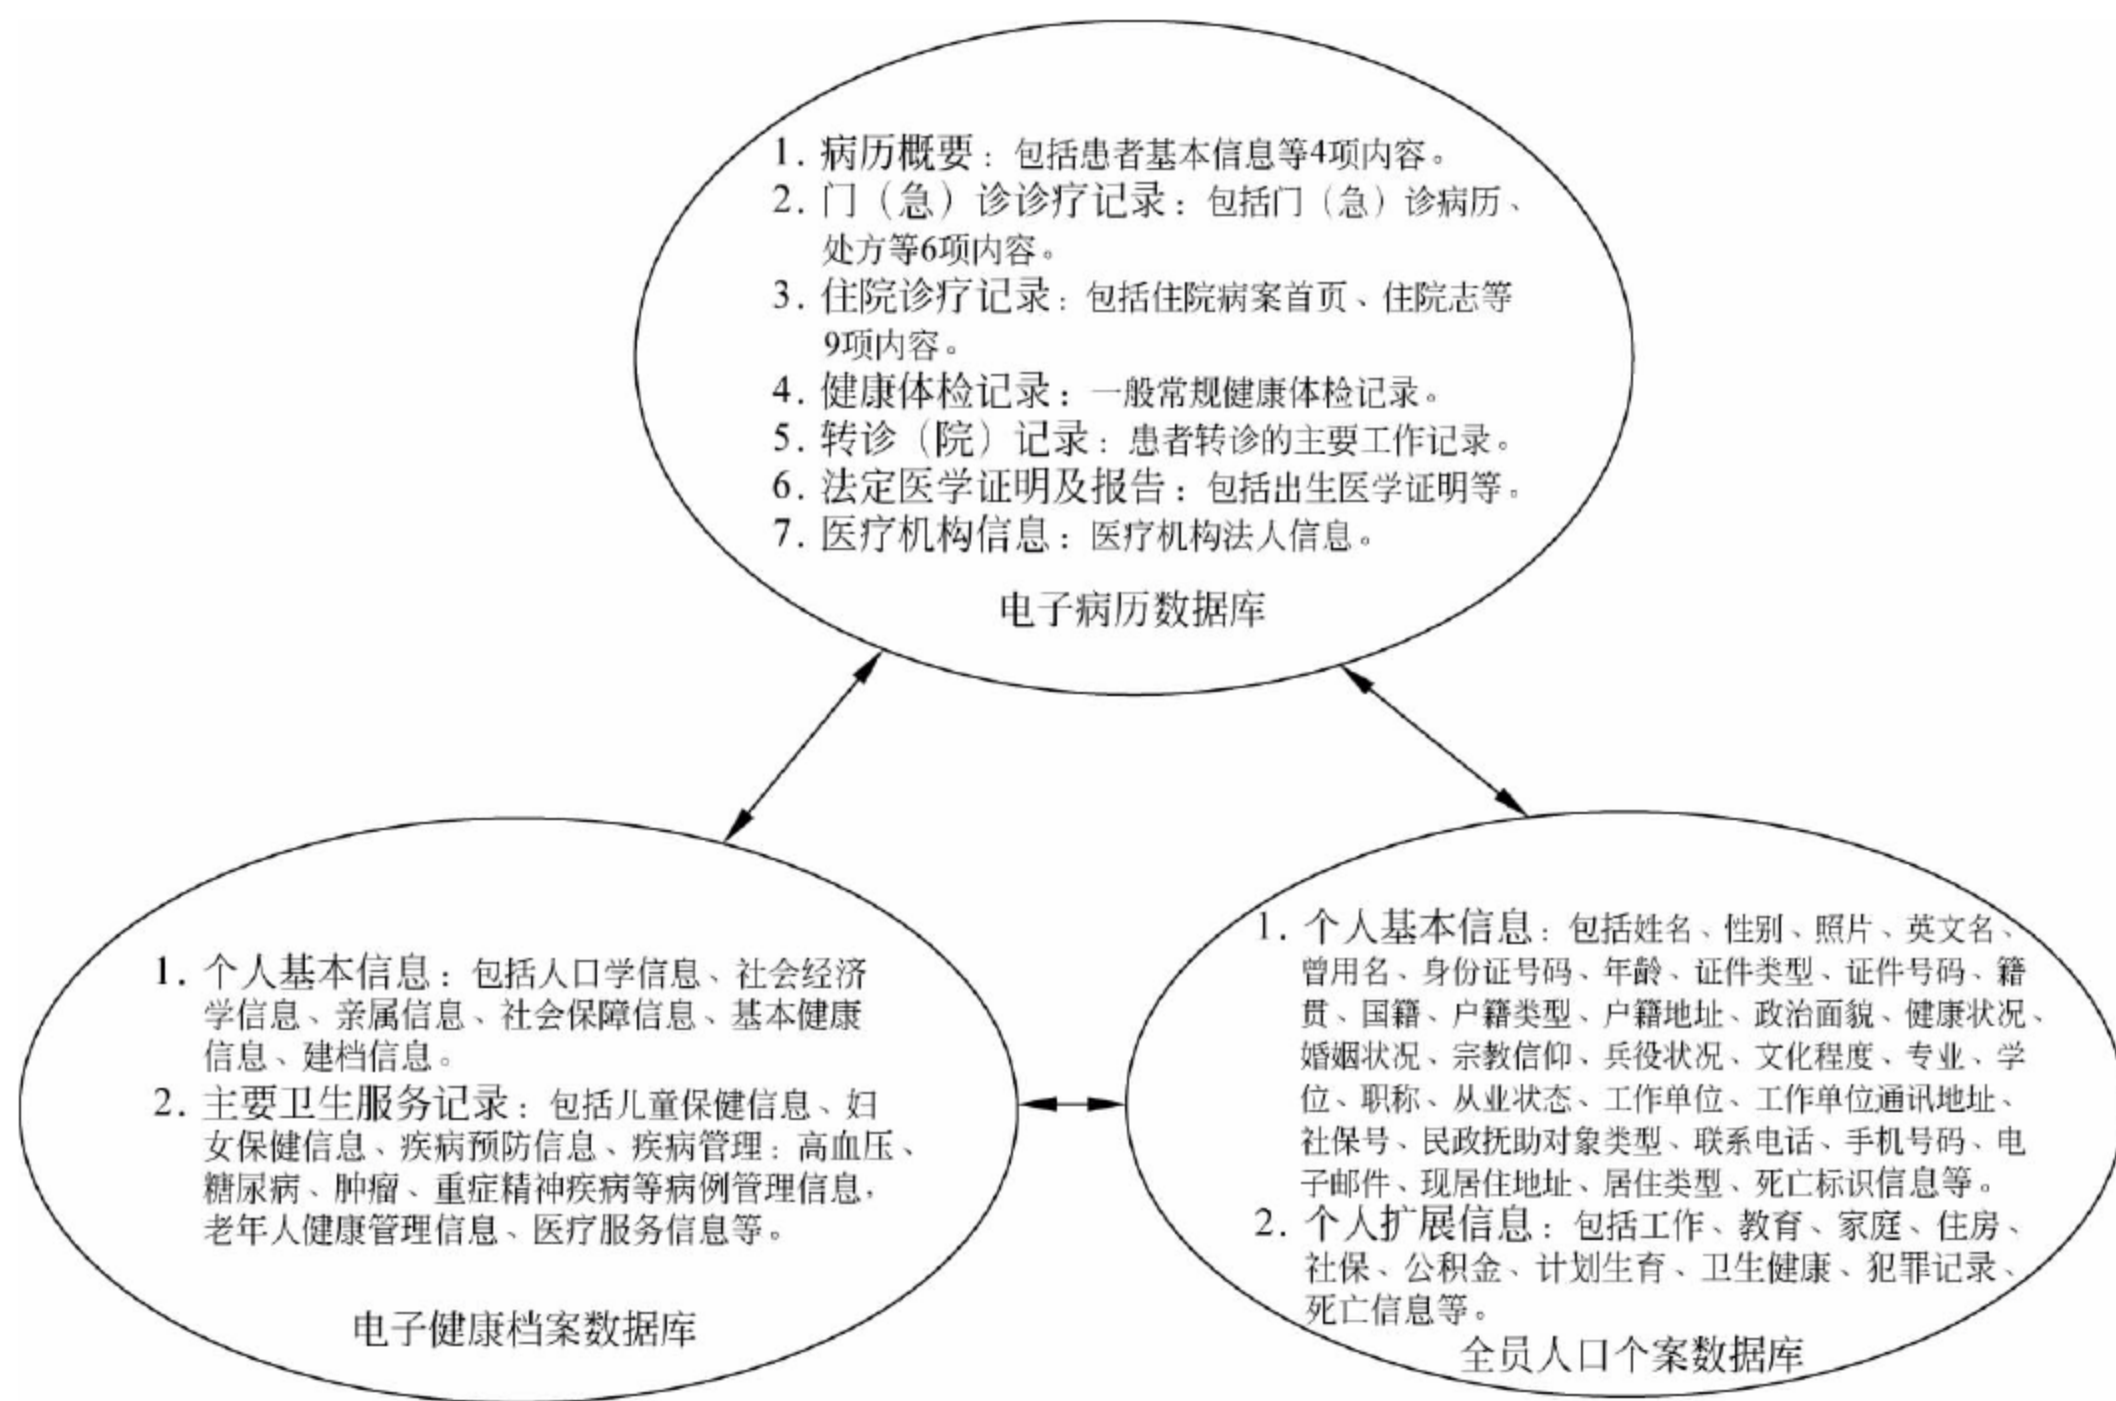 1. 病历概要：包括患者基本信息等4项内容。
2. 门（急）诊诊疗记录：包括门（急）诊病历、
处方等6项内容。
3. 住院诊疗记录：包括住院病案首页、住院志等
9项内容。
4. 健康体检记录：一般常规健康体检记录。
5. 转诊（院）记录：患者转诊的主要工作记录。
6. 法定医学证明及报告：包括出生医学证明等。
7. 医疗机构信息：医疗机构法人信息。
电子病历数据库
1. 个人基本信息：包括人口学信息、社会经济
学信息、亲属信息、社会保障信息、基本健康
信息、建档信息。
2. 主要卫生服务记录：包括儿童保健信息、妇
女保健信息、疾病预防信息、疾病管理：高血压、
糖尿病、肿瘤、重症精神疾病等病例管理信息，
老年人健康管理信息、医疗服务信息等。
电子健康档案数据库
1. 个人基本信息：包括姓名、性别、照片、英文名、
曾用名、身份证号码、年龄、证件类型、证件号码、籍
贯、国籍、户籍类型、户籍地址、政治面貌、健康状况、
婚姻状况、宗教信仰、兵役状况、文化程度、专业、学
位、职称、从业状态、工作单位、工作单位通讯地址、
社保号、民政抚助对象类型、联系电话、手机号码、电
子邮件、现居住地址、居住类型、死亡标识信息等。
2. 个人扩展信息：包括工作、教育、家庭、住房、
社保、公积金、计划生育、卫生健康、犯罪记录、
死亡信息等。
全员人口个案数据库